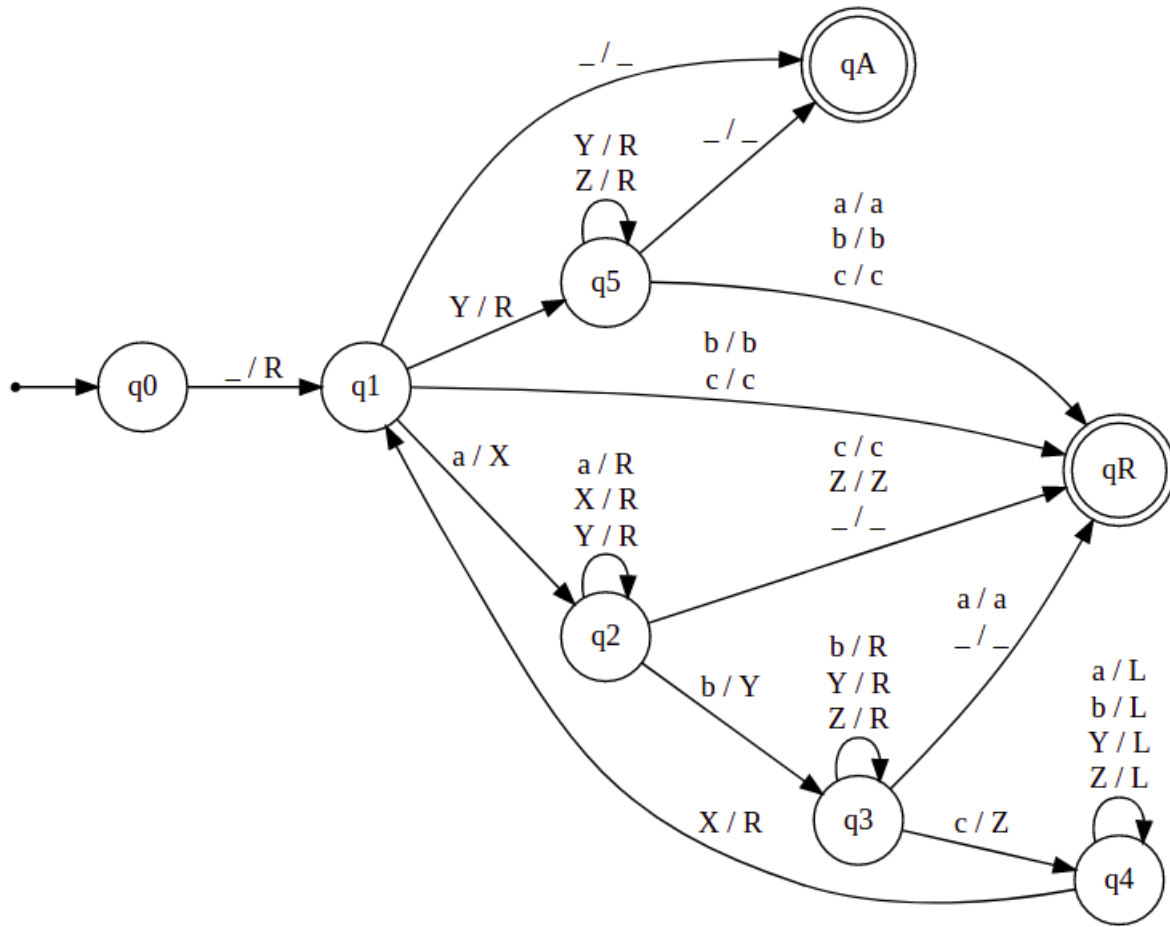 _ / _
qA
Y / R
Z / R
_ / _
a / a
b / b
c / c
q5
Y / R
b / b
c / c
q0
_ / R
q1
a / X
a / R
X / R
Y / R
c / c
Z / Z
_ / _
qR
q2
a / a
_ / _
b / Y
b / R
Y / R
Z / R
a / L
b / L
Y / L
Z / L
X / R
q3
c / Z
q4